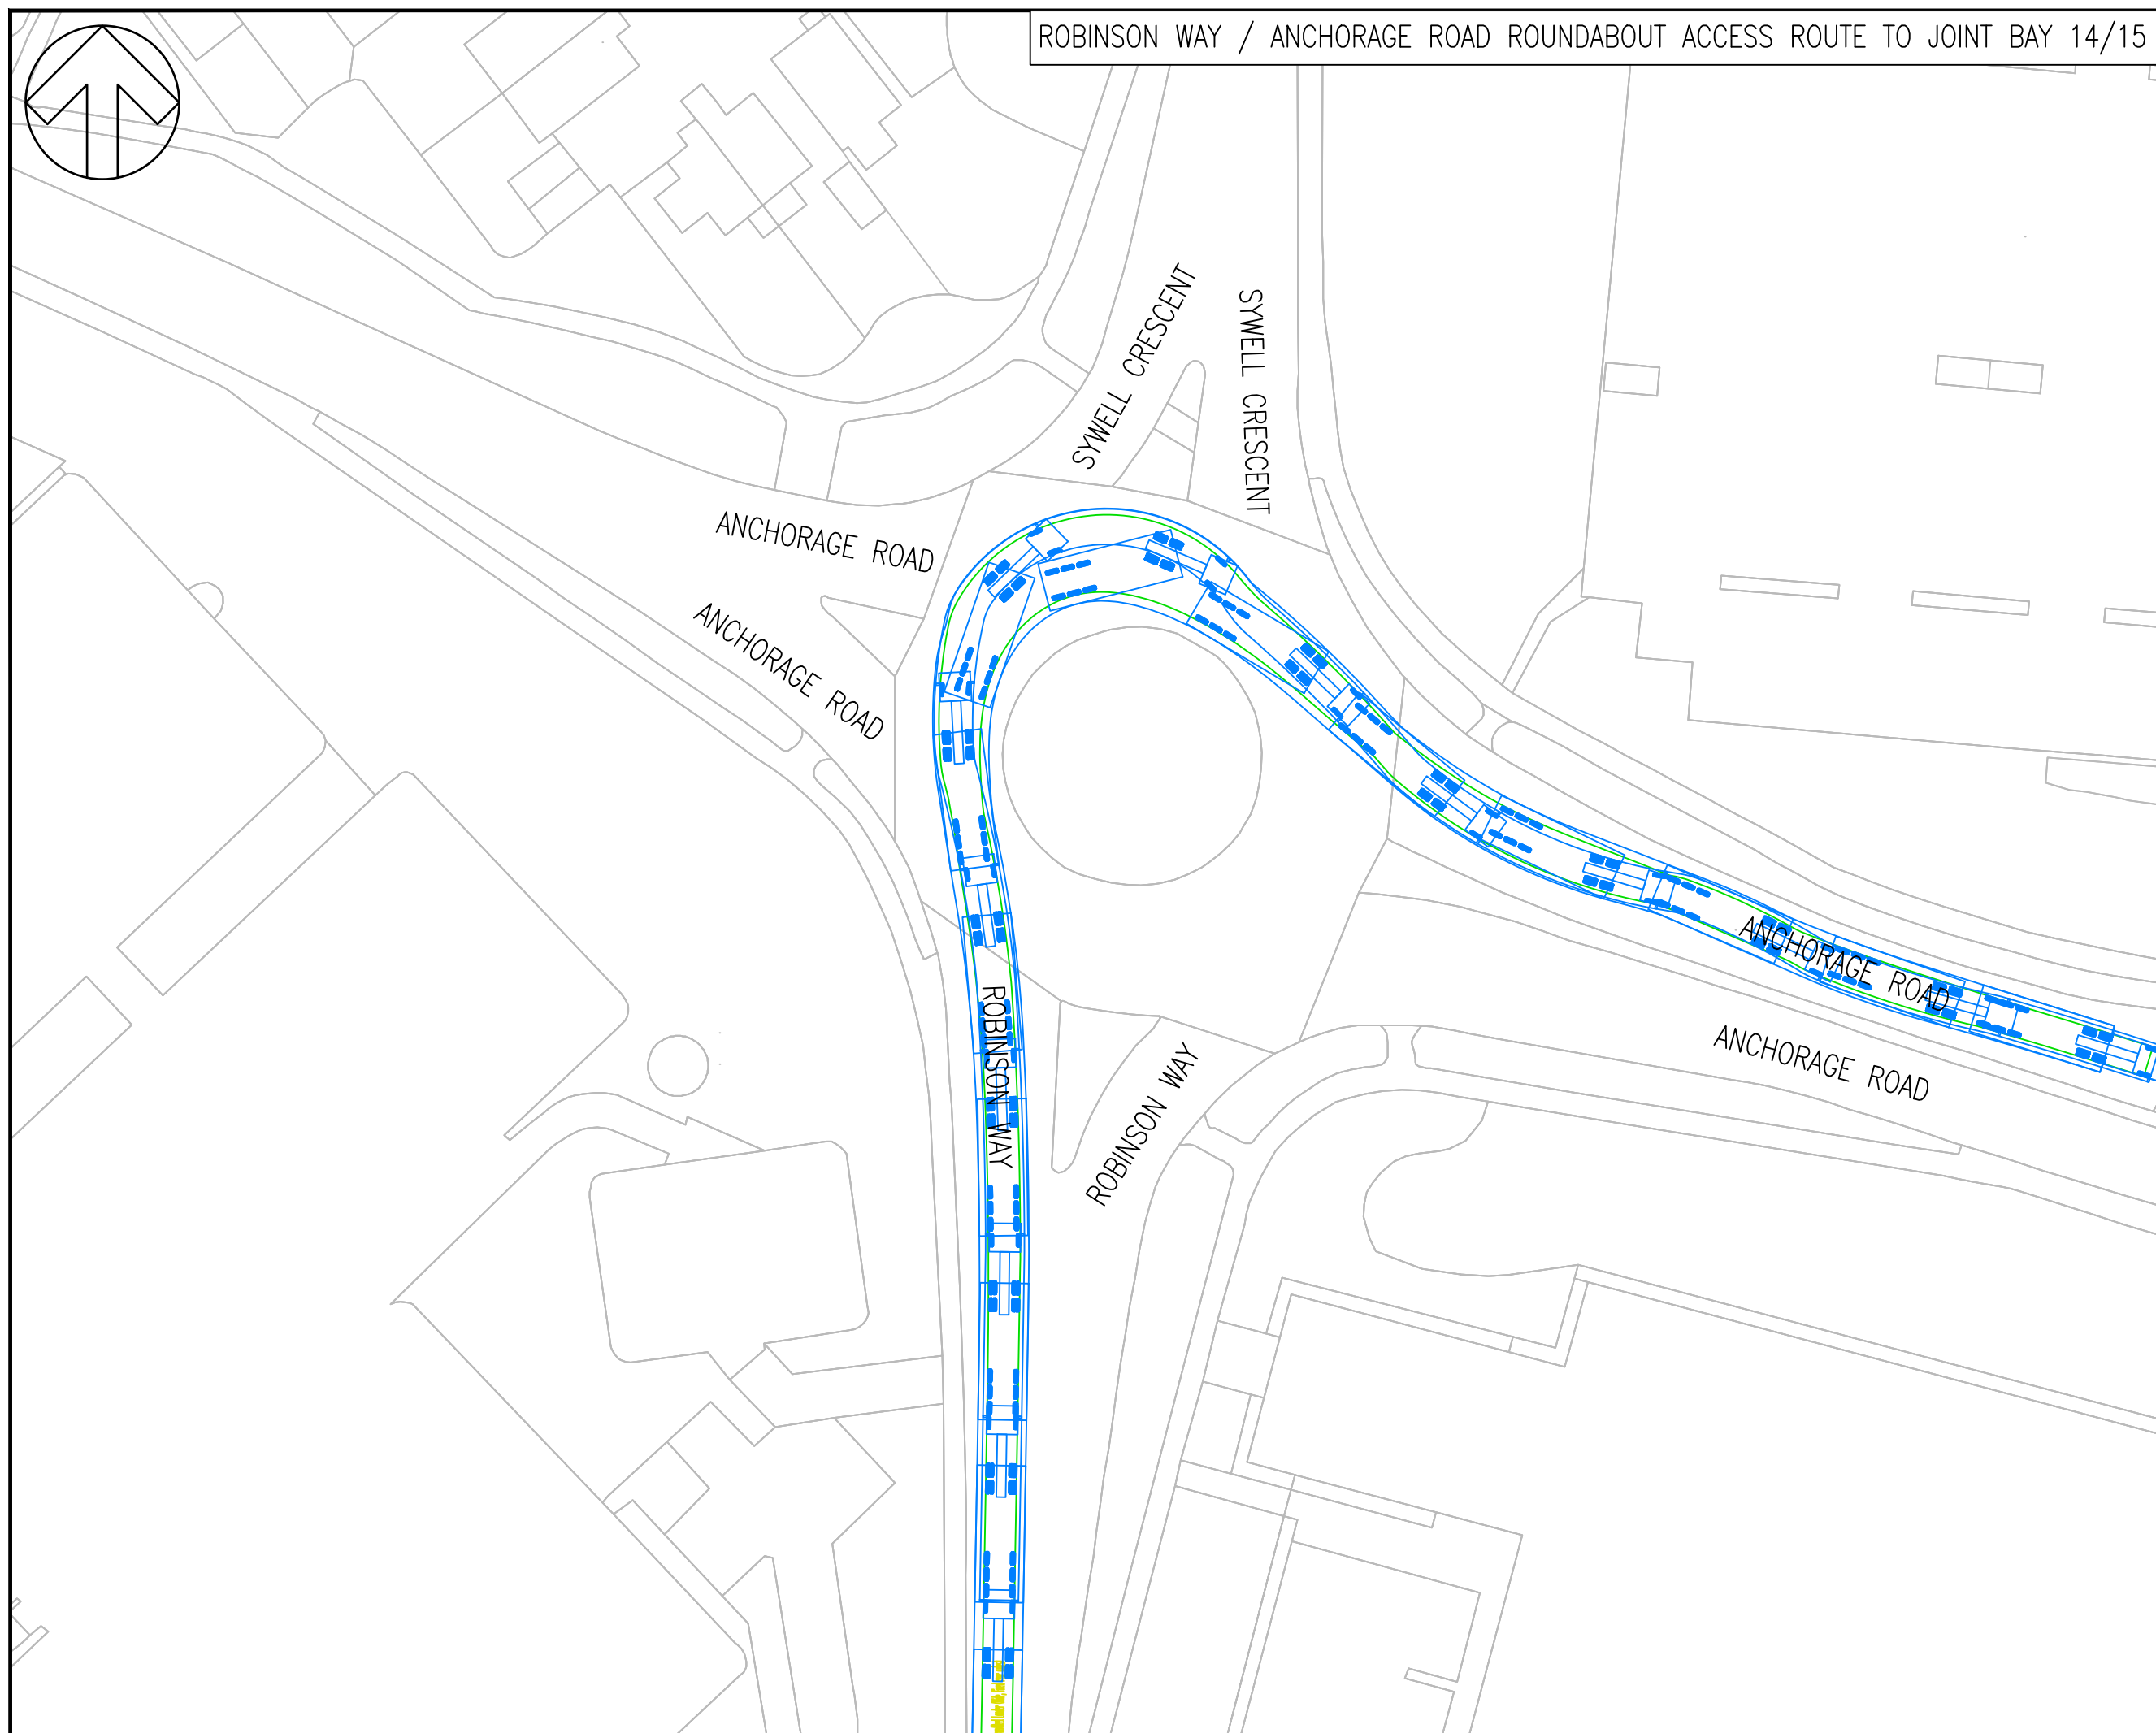 ROBINSON WAY / ANCHORAGE ROAD ROUNDABOUT ACCESS ROUTE TO JOINT BAY 14/15
SYWELL CRESCENT
SYWELL CRESCENT
ANCHORAGE ROAD
ANCHORAGE ROAD
ANCHORAGE ROAD
ANCHORAGE ROAD
ROBINSON WAY
ROBINSON WAY